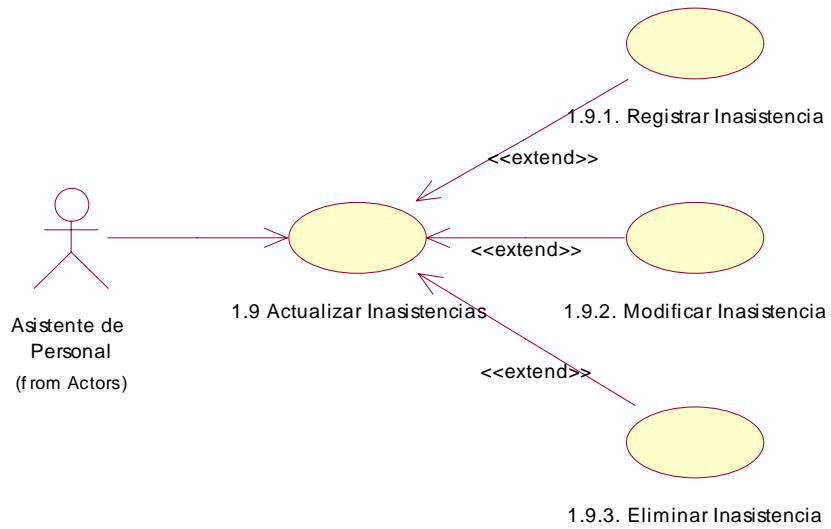 1.9.1. Registrar Inasistencia
<<extend>>
<<extend>>
1.9 Actualizar Inasistencias
1.9.2. Modificar Inasistencia
Asistente de
Personal
(from Actors)
<<extend>>
1.9.3. Eliminar Inasistencia